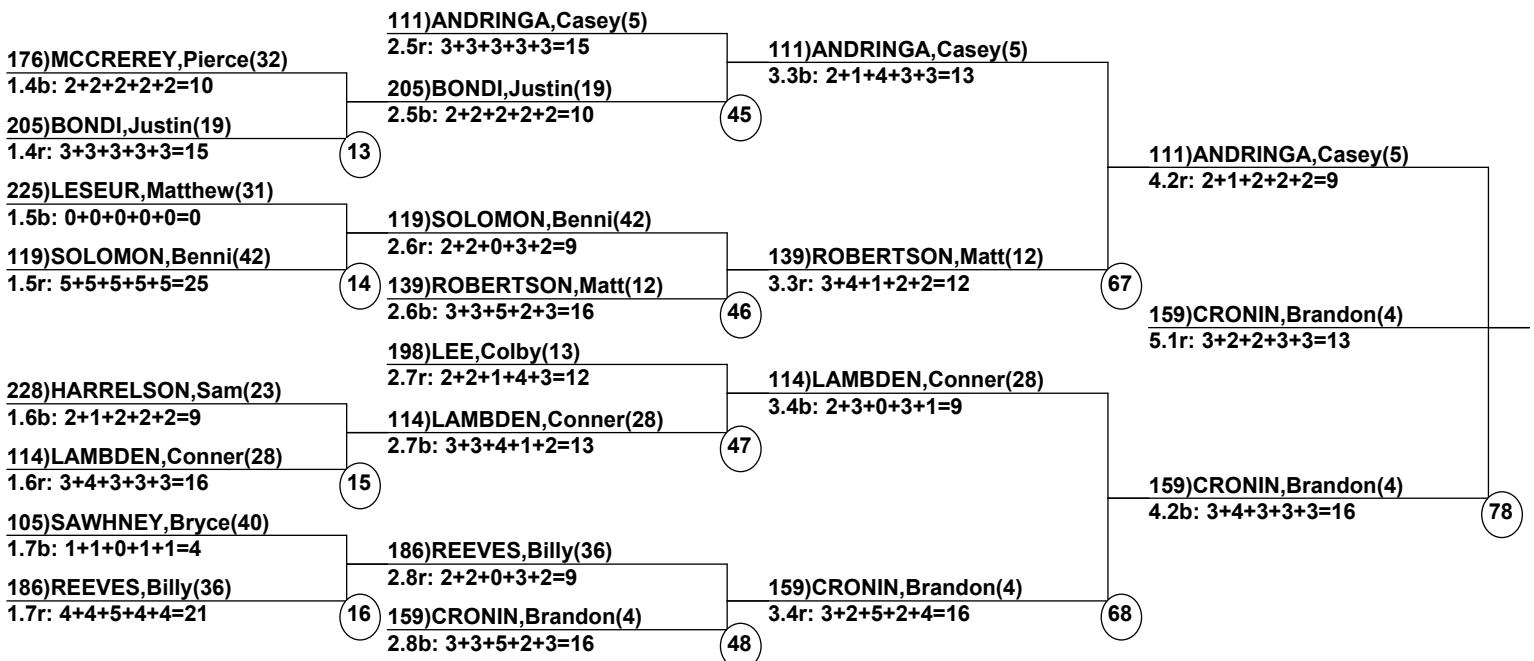 176)MCCREREY,Pierce(32)
1.4b: 2+2+2+2+2=10
205)BONDI,Justin(19)
1.4r: 3+3+3+3+3=15
13
225)LESEUR,Matthew(31)
1.5b: 0+0+0+0+0=0
119)SOLOMON,Benni(42)
1.5r: 5+5+5+5+5=25
14
228)HARRELSON,Sam(23)
1.6b: 2+1+2+2+2=9
114)LAMBDEN,Conner(28)
1.6r: 3+4+3+3+3=16
15
105)SAWHNEY,Bryce(40)
1.7b: 1+1+0+1+1=4
186)REEVES,Billy(36)
1.7r: 4+4+5+4+4=21
16
111)ANDRINGA,Casey(5)
2.5r: 3+3+3+3+3=15
205)BONDI,Justin(19)
2.5b: 2+2+2+2+2=10
45
119)SOLOMON,Benni(42)
2.6r: 2+2+0+3+2=9
139)ROBERTSON,Matt(12)
2.6b: 3+3+5+2+3=16
46
198)LEE,Colby(13)
2.7r: 2+2+1+4+3=12
114)LAMBDEN,Conner(28)
2.7b: 3+3+4+1+2=13
47
186)REEVES,Billy(36)
2.8r: 2+2+0+3+2=9
159)CRONIN,Brandon(4)
2.8b: 3+3+5+2+3=16
48
111)ANDRINGA,Casey(5)
3.3b: 2+1+4+3+3=13
139)ROBERTSON,Matt(12)
3.3r: 3+4+1+2+2=12
67
114)LAMBDEN,Conner(28)
3.4b: 2+3+0+3+1=9
159)CRONIN,Brandon(4)
3.4r: 3+2+5+2+4=16
68
111)ANDRINGA,Casey(5)
4.2r: 2+1+2+2+2=9
159)CRONIN,Brandon(4)
4.2b: 3+4+3+3+3=16
78
159)CRONIN,Brandon(4)
5.1r: 3+2+2+3+3=13